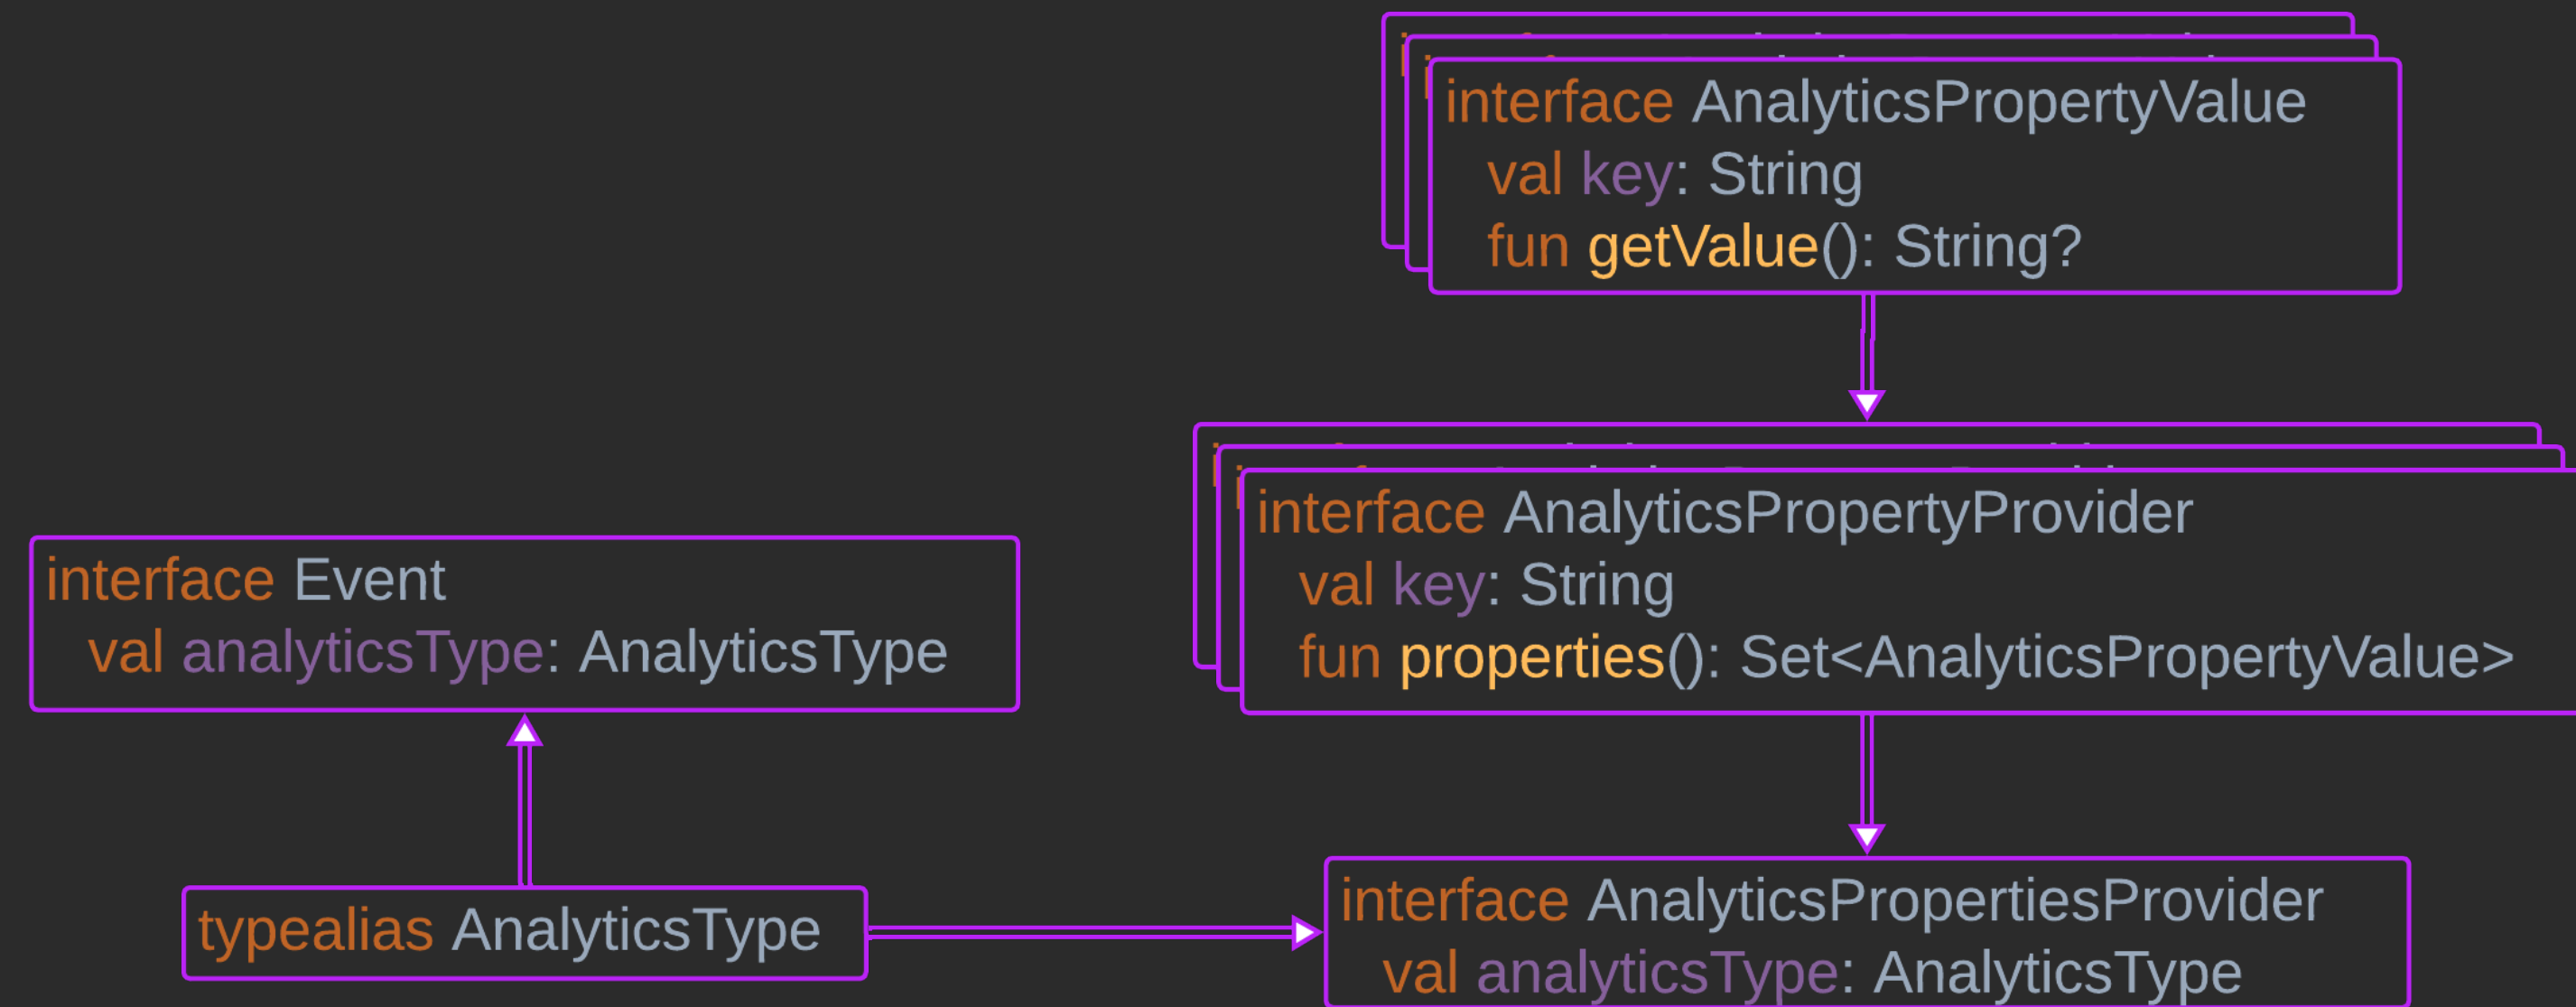 interface AnalyticsPropertyValue
val key: String
fun getValue(): String?
interface AnalyticsPropertyProvider
val key: String
fun properties(): Set<AnalyticsPropertyValue>
interface Event
val analyticsType: AnalyticsType
typealias AnalyticsType
interface AnalyticsPropertiesProvider
val analyticsType: AnalyticsType